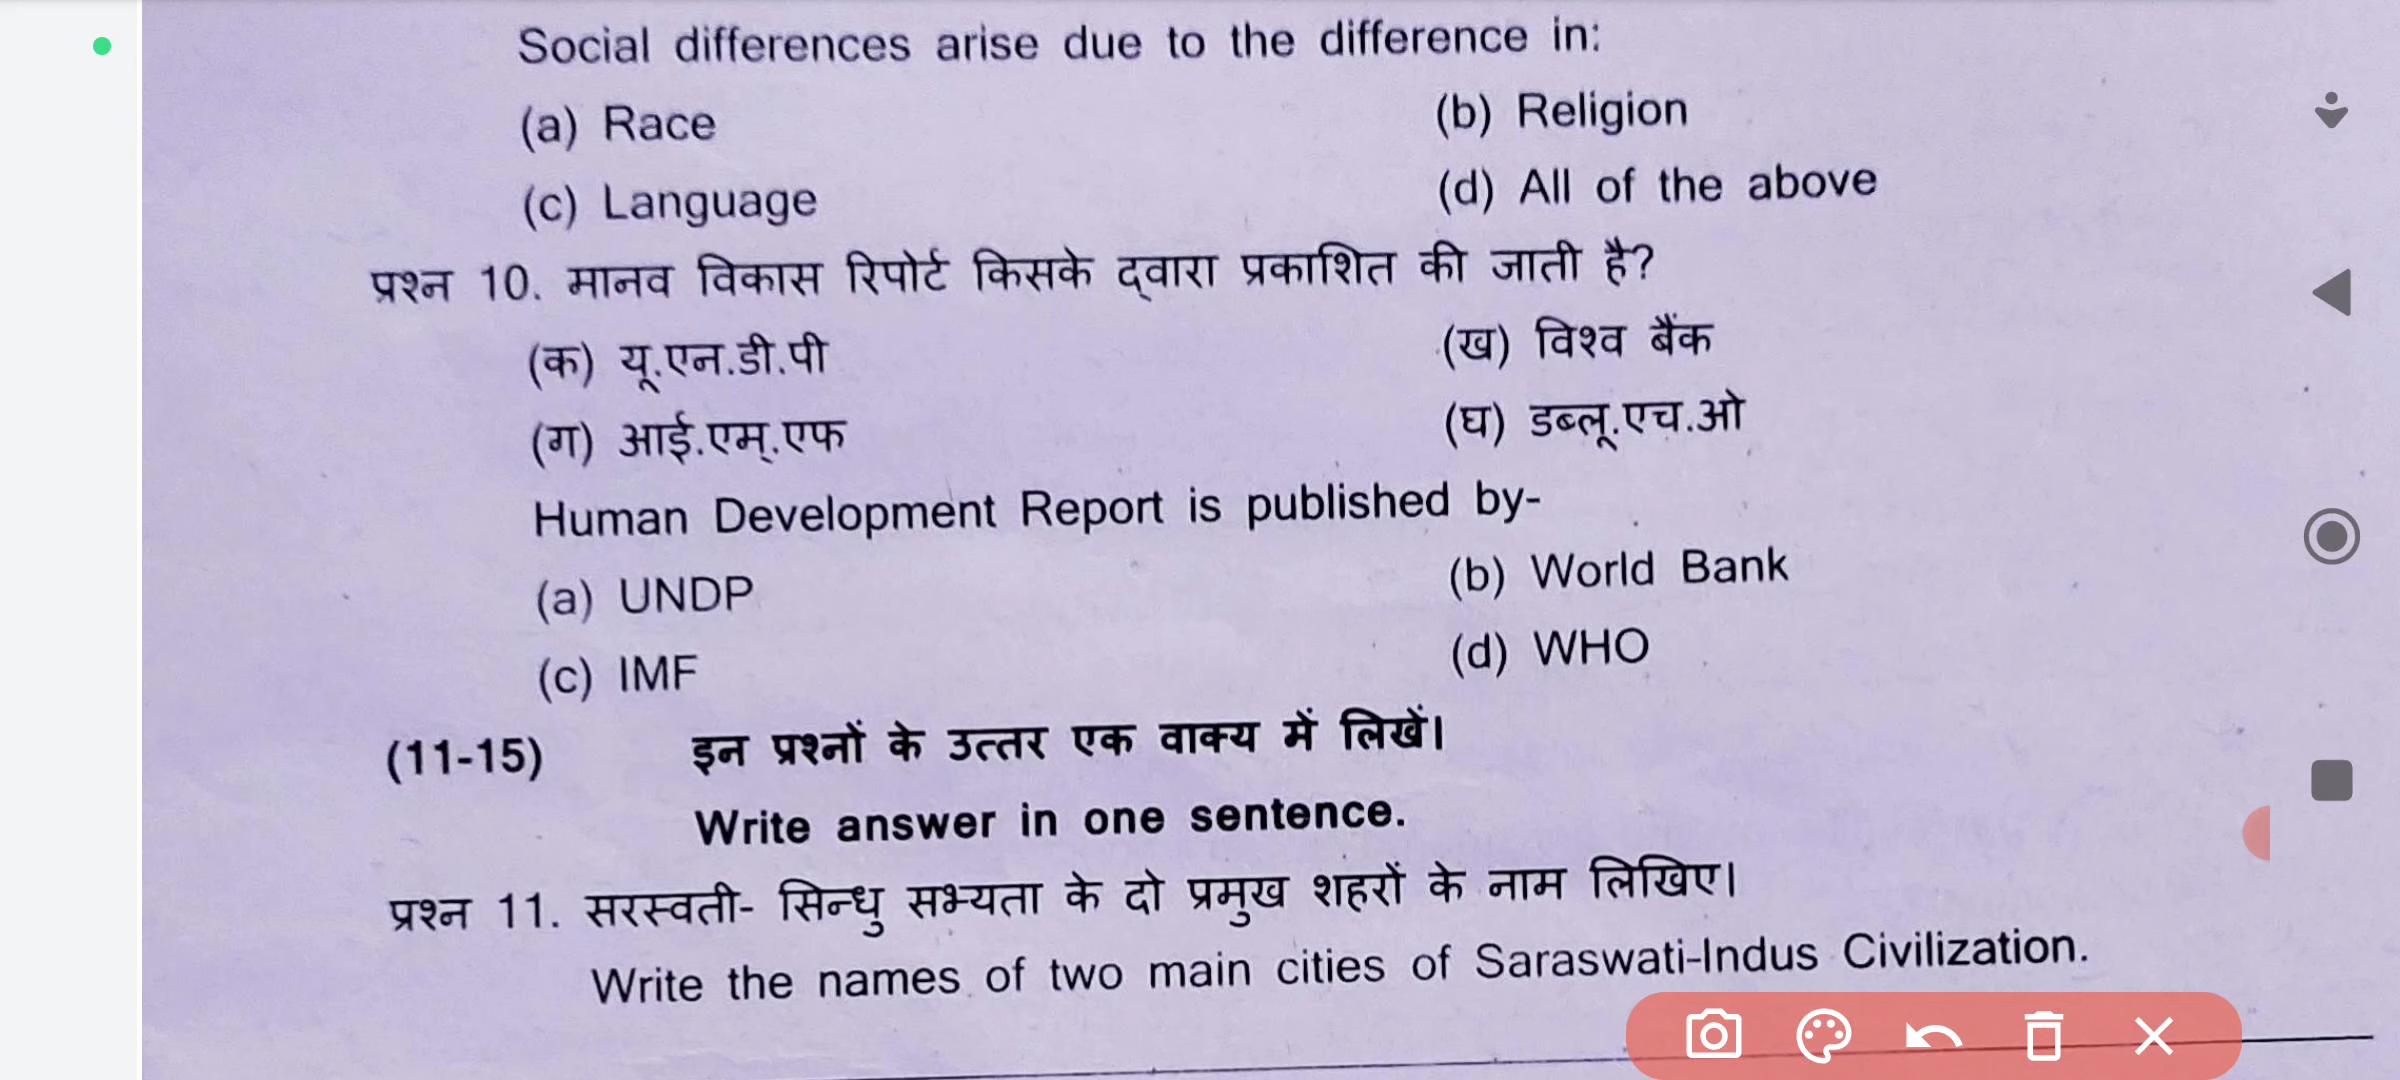 Social differences arise due to the difference in:
(a) Race (b) Religion
(c) Language (d) All of the above
प्रश्न 10. मानव विकास रिपोर्ट किसके द्वारा प्रकाशित की जाती है?
(क) यू.एन.डी.पी (ख) विश्व बैंक
(ग) आई.एम्.एफ (घ) डब्लू.एच.ओ
Human Development Report is published by-
(a) UNDP (b) World Bank
(c) IMF (d) WHO
(11-15) इन प्रश्नों के उत्तर एक वाक्य में लिखें।
Write answer in one sentence.
प्रश्न 11. सरस्वती- सिन्धु सभ्यता के दो प्रमुख शहरों के नाम लिखिए।
Write the names of two main cities of Saraswati-Indus Civilization.